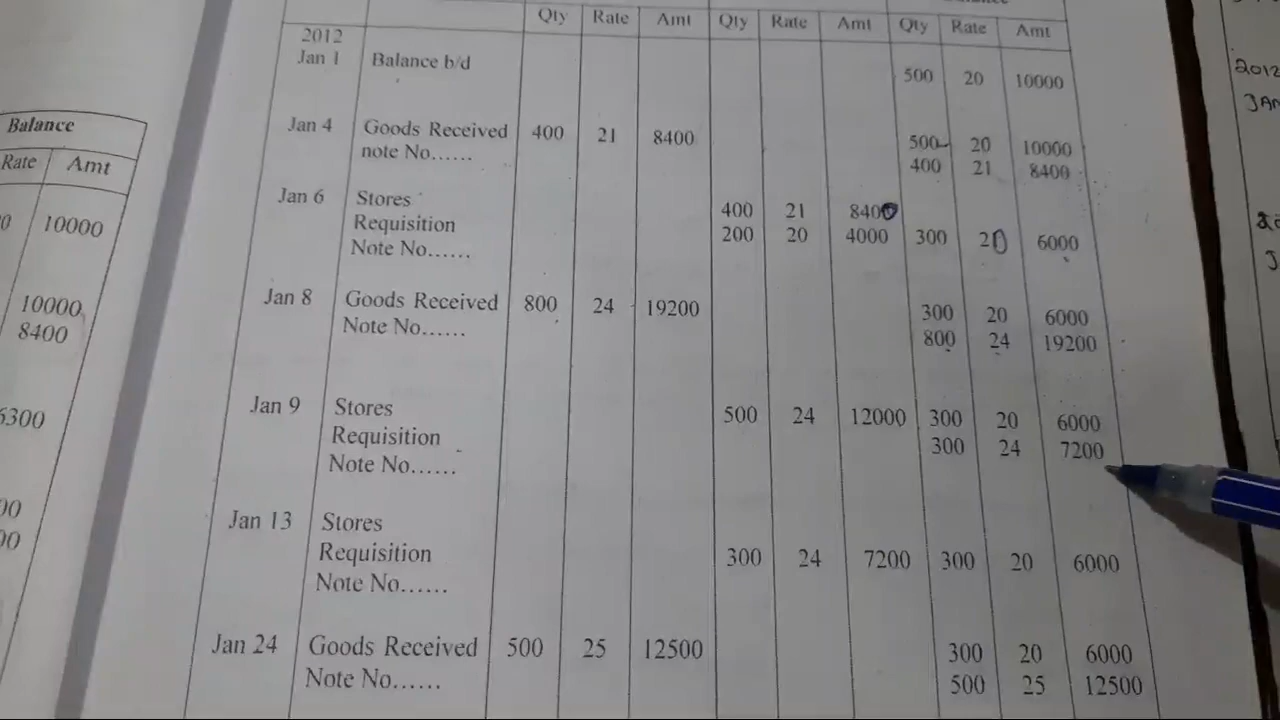 Balance
Rate Amt
10000
10000
8400
6300
Qty Rate Amt Qty Rate Amt Qty Rate Amt
2012
Jan 1 Balance b/d 500 20 10000
Jan 4 Goods Received 400 21 8400 500 20 10000
note No...... 400 21 8400
Jan 6 Stores 400 21 8400
Requisition 200 20 4000 300 20 6000
Note No......
Jan 8 Goods Received 800 24 19200 300 20 6000
Note No...... 800 24 19200
Jan 9 Stores 500 24 12000 300 20 6000
Requisition 300 24 7200
Note No......
Jan 13 Stores
Requisition 300 24 7200 300 20 6000
Note No......
Jan 24 Goods Received 500 25 12500 300 20 6000
Note No...... 500 25 12500
2012
JAN